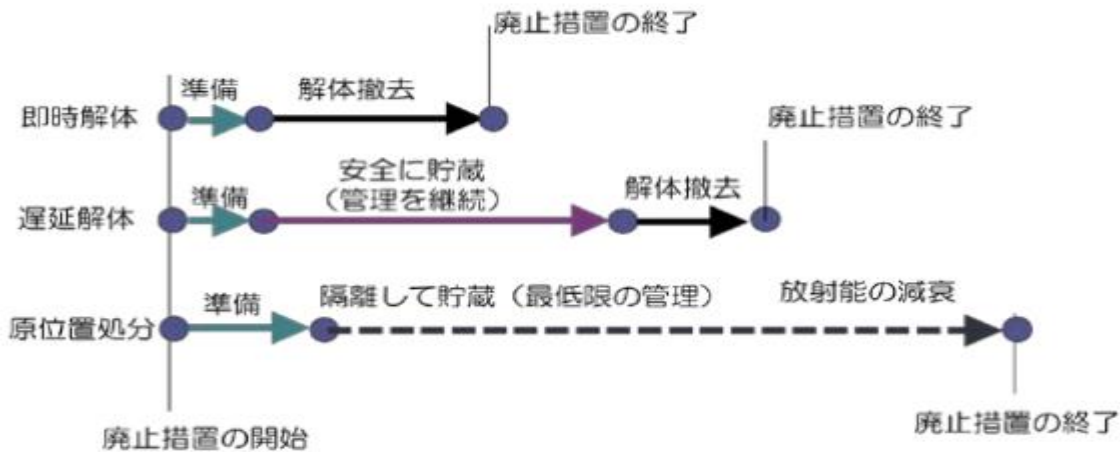 廃止措置の終了
準備
解体撤去
即時解体
廃止措置の終了
安全に貯蔵
（管理を継続）
準備
解体撤去
遅延解体
準備
隔離して貯蔵（最低限の管理）
放射能の減衰
原位置処分
廃止措置の開始
廃止措置の終了